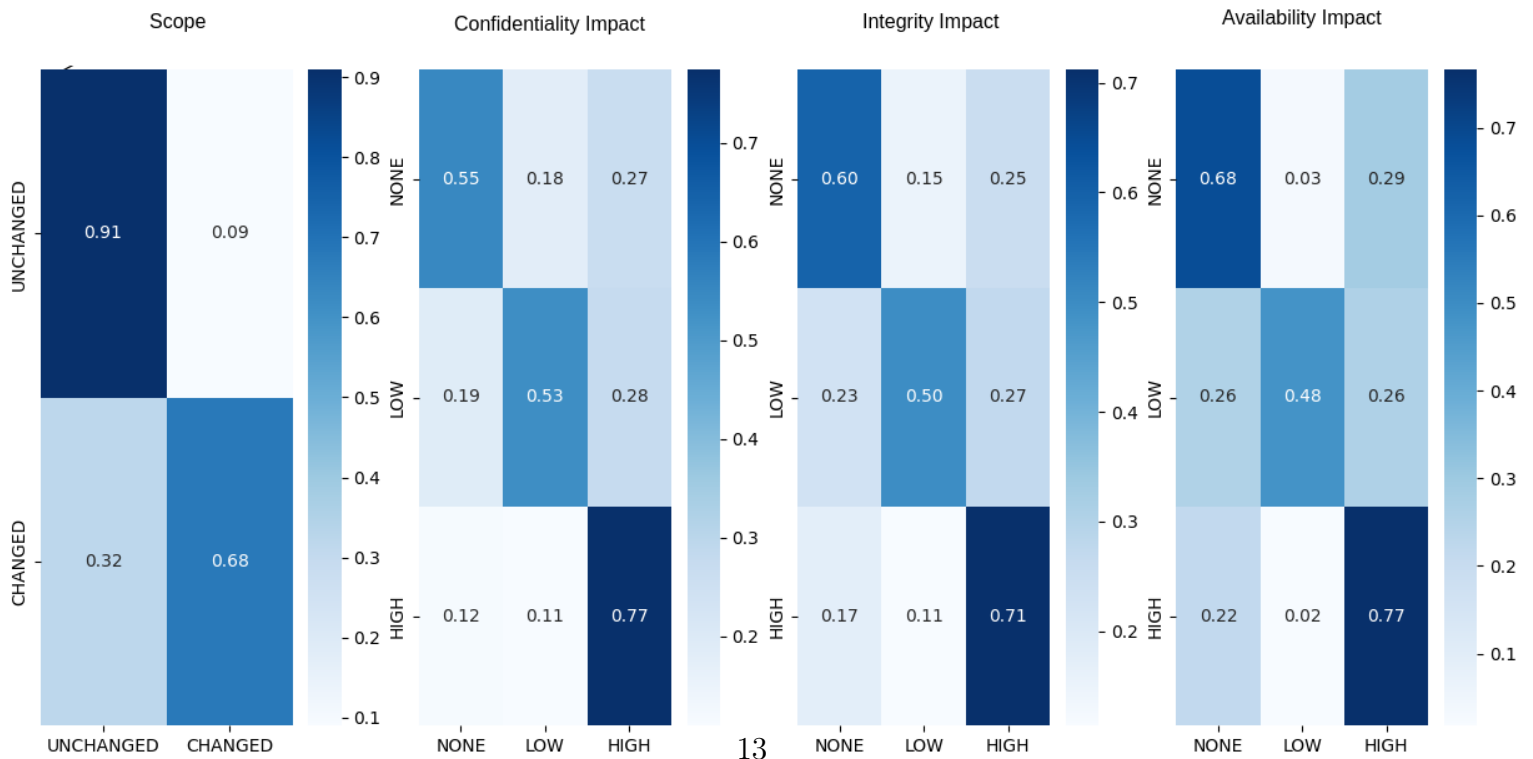 Scope
Confidentiality Impact
Integrity Impact
Availability Impact
UNCHANGED
CHANGED
0.91 0.09
0.32 0.68
UNCHANGED CHANGED
0.9
0.8
0.7
0.6
0.5
0.4
0.3
0.2
0.1
NONE
LOW
HIGH
0.55 0.18 0.27
0.19 0.53 0.28
0.12 0.11 0.77
NONE LOW HIGH
0.7
0.6
0.5
0.4
0.3
0.2
NONE
LOW
HIGH
0.60 0.15 0.25
0.23 0.50 0.27
0.17 0.11 0.71
NONE LOW HIGH
0.7
0.6
0.5
0.4
0.3
0.2
NONE
LOW
HIGH
0.68 0.03 0.29
0.26 0.48 0.26
0.22 0.02 0.77
NONE LOW HIGH
0.7
0.6
0.5
0.4
0.3
0.2
0.1
13